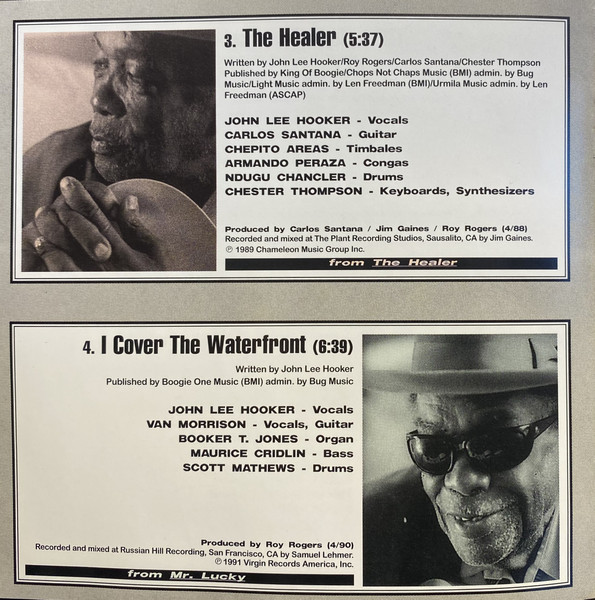 3. The Healer (5:37)
Written by John Lee Hooker/Roy Rogers/Carlos Santana/Chester Thompson
Published by King Of Boogie/Chops Not Chaps Music (BMI) admin. by Bug
Music/Light Music admin. by Len Freedman (BMI)/Urmila Music admin. by Len
Freedman (ASCAP)
JOHN LEE HOOKER - Vocals
CARLOS SANTANA - Guitar
CHEPITO AREAS - Timbales
ARMANDO PERAZA - Congas
NDUGU CHANCLER - Drums
CHESTER THOMPSON - Keyboards, Synthesizers
Produced by Carlos Santana / Jim Gaines / Roy Rogers (4/88)
Recorded and mixed at The Plant Recording Studios, Sausalito, CA by Jim Gaines.
℗ 1989 Chameleon Music Group Inc.
from The Healer
4. I Cover The Waterfront (6:39)
Written by John Lee Hooker
Published by Boogie One Music (BMI) admin. by Bug Music
JOHN LEE HOOKER - Vocals
VAN MORRISON - Vocals, Guitar
BOOKER T. JONES - Organ
MAURICE CRIDLIN - Bass
SCOTT MATHEWS - Drums
Produced by Roy Rogers (4/90)
Recorded and mixed at Russian Hill Recording, San Francisco, CA by Samuel Lehmer.
℗ 1991 Virgin Records America, Inc.
from Mr. Lucky